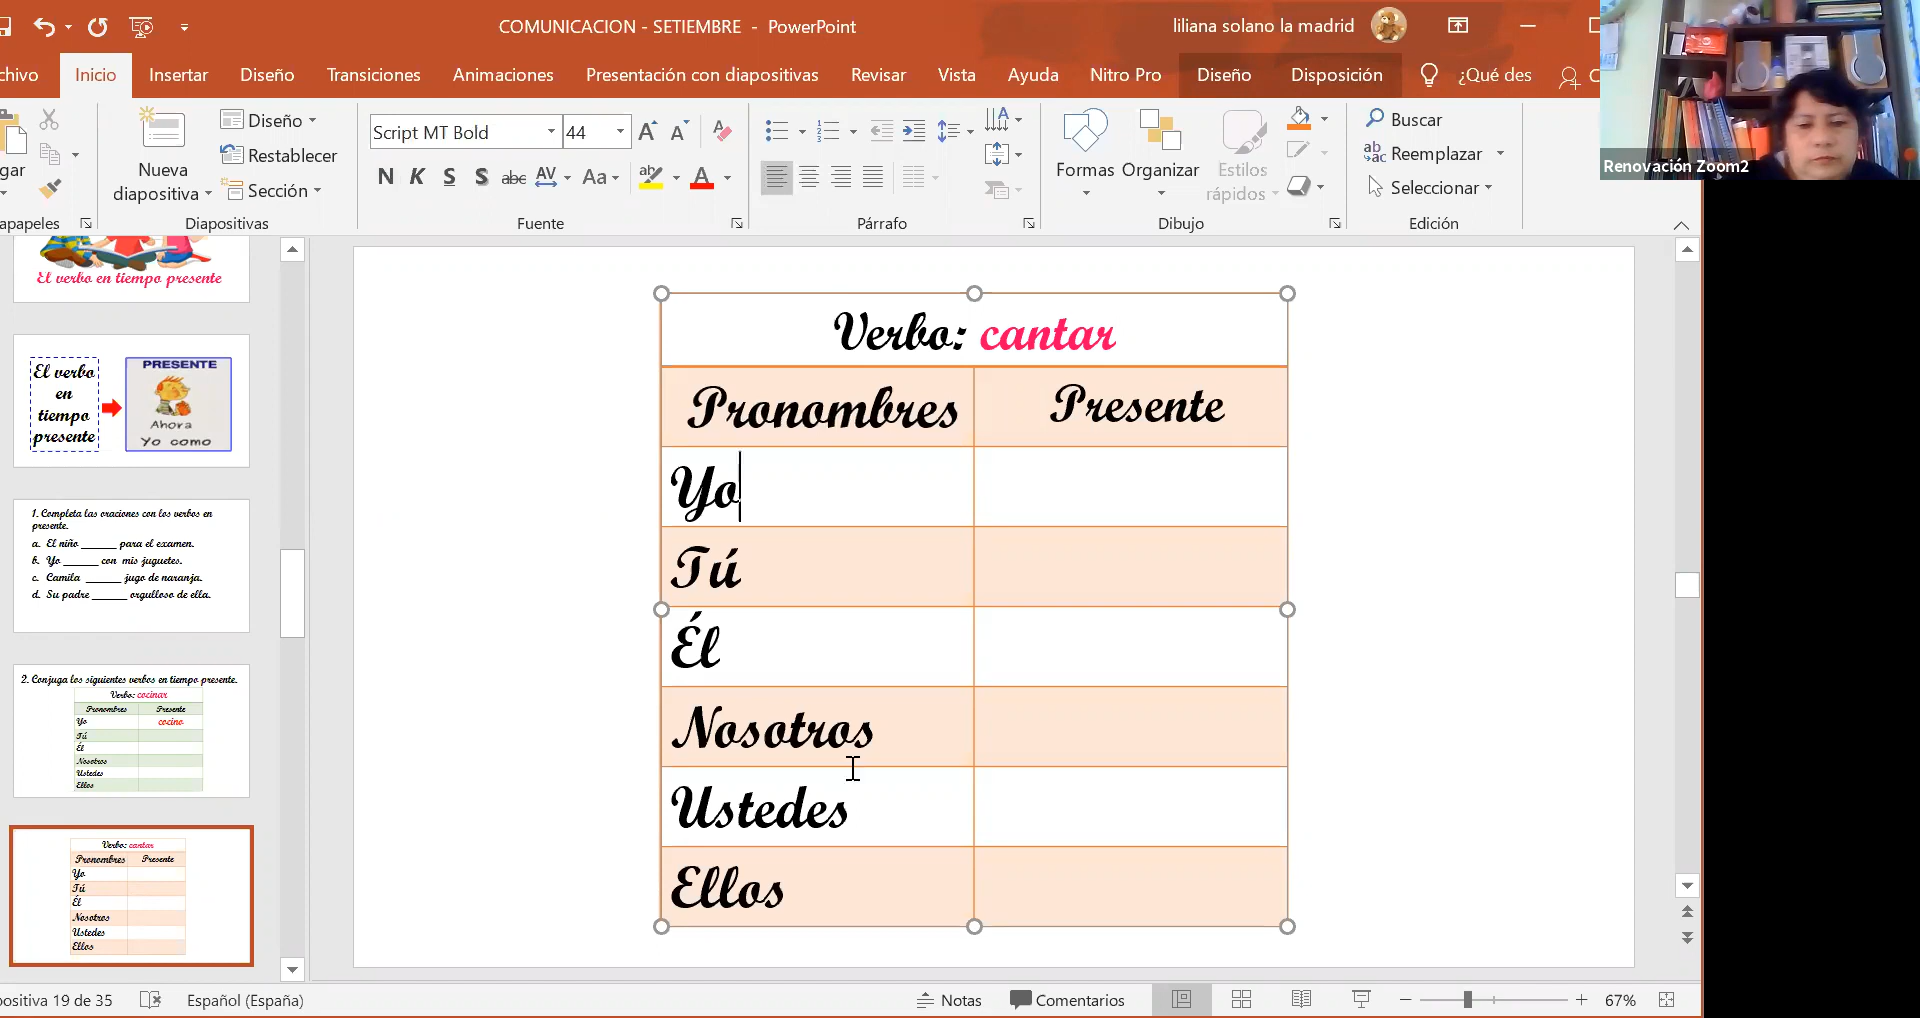 COMUNICACION - SETIEMBRE - PowerPoint
liliana solano la madrid
chivo Inicio Insertar Diseño Transiciones Animaciones Presentación con diapositivas Revisar Vista Ayuda Nitro Pro Diseño Disposición ¿Qué des
gar
apapeles
Nueva diapositiva
Diseño
Restablecer
Sección
Diapositivas
Script MT Bold 44
N K S S abc AV Aa A
Fuente
Párrafo
Formas Organizar Estilos rápidos
Dibujo
Buscar
Reemplazar
Seleccionar
Edición
Renovación Zoom2
El verbo en tiempo presente
El verbo
en
tiempo
presente
PRESENTE
Ahora
Yo como
1. Completa las oraciones con los verbos en
presente.
a. El niño ______ para el examen.
b. Yo ______ con mis juguetes.
c. Camila ______ jugo de naranja.
d. Su padre ______ orgulloso de ella.
2. Conjuga los siguientes verbos en tiempo presente.
Verbo: cocinar
Pronombres Presente
Yo cocino
Tú
Él
Nosotros
Ustedes
Ellos
Verbo: cantar
Pronombres Presente
Yo
Tú
Él
Nosotros
Ustedes
Ellos
Verbo: cantar
Pronombres Presente
Yo
Tú
Él
Nosotros
Ustedes
Ellos
positiva 19 de 35 Español (España) Notas Comentarios 67%